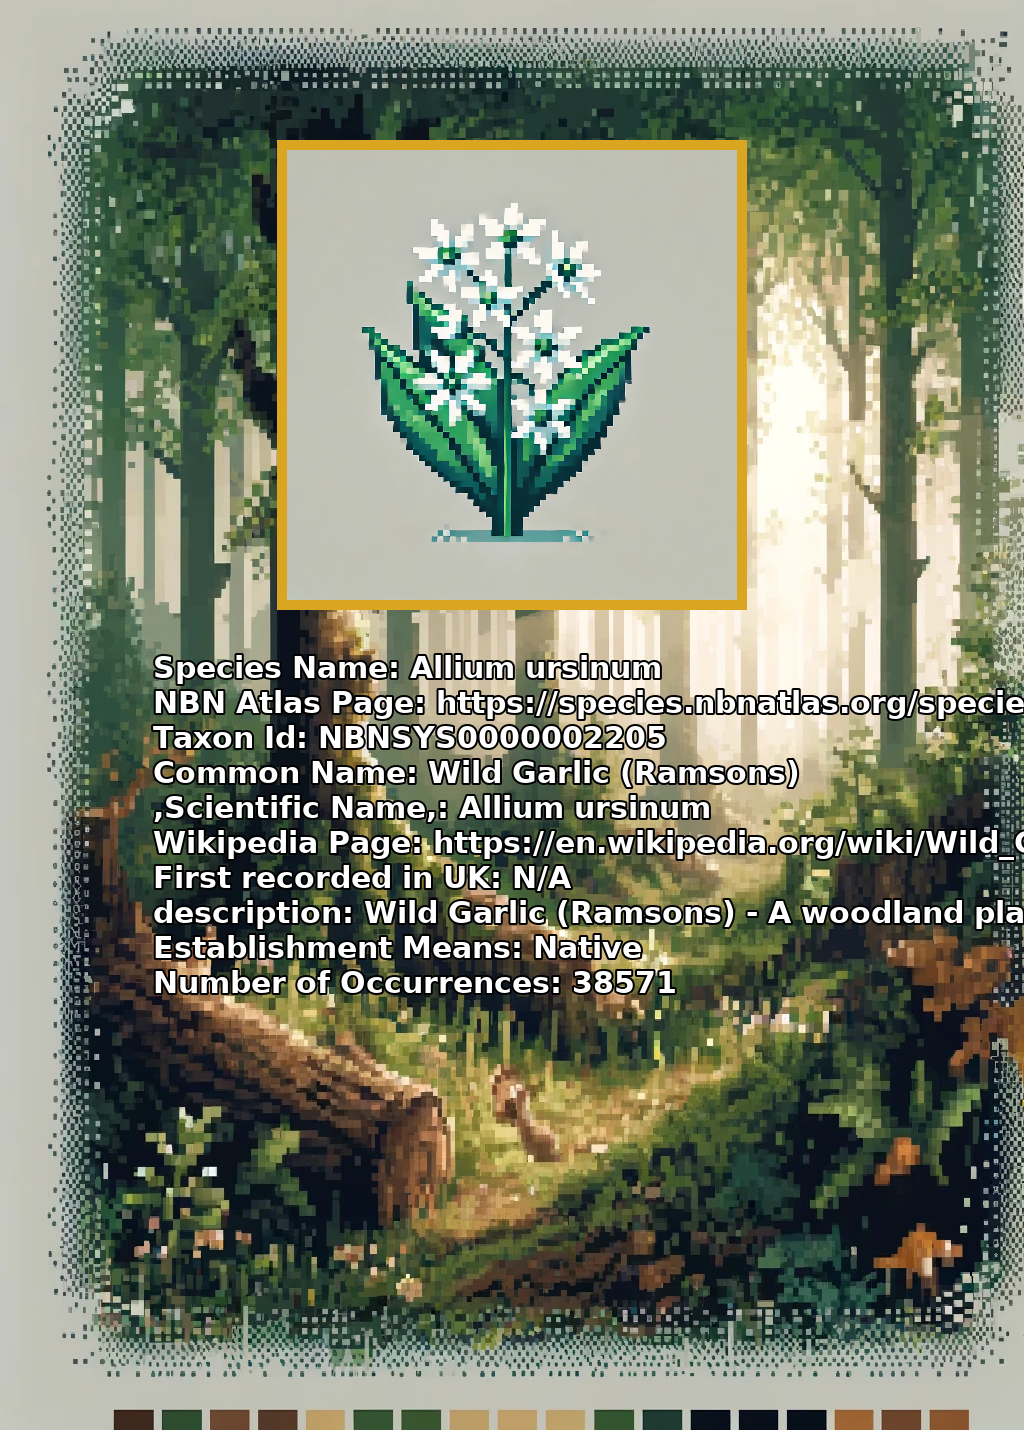 Species Name: Allium ursinum
NBN Atlas Page: https://species.nbnatlas.org/specie
Taxon Id: NBNSYS0000002205
Common Name: Wild Garlic (Ramsons)
,Scientific Name,: Allium ursinum
Wikipedia Page: https://en.wikipedia.org/wiki/Wild_
First recorded in UK: N/A
description: Wild Garlic (Ramsons) - A woodland pla
Establishment Means: Native
Number of Occurrences: 38571